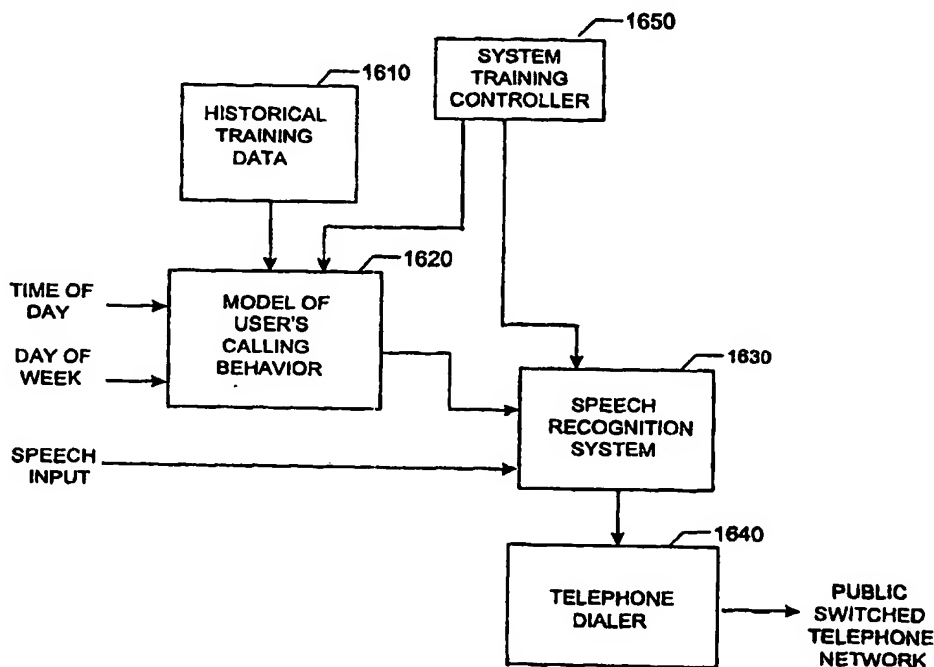 1650
SYSTEM
TRAINING
CONTROLLER
1610
HISTORICAL
TRAINING
DATA
1620
MODEL OF
USER'S
CALLING
BEHAVIOR
TIME OF
DAY
DAY OF
WEEK
SPEECH
INPUT
1630
SPEECH
RECOGNITION
SYSTEM
1640
TELEPHONE
DIALER
PUBLIC
SWITCHED
TELEPHONE
NETWORK